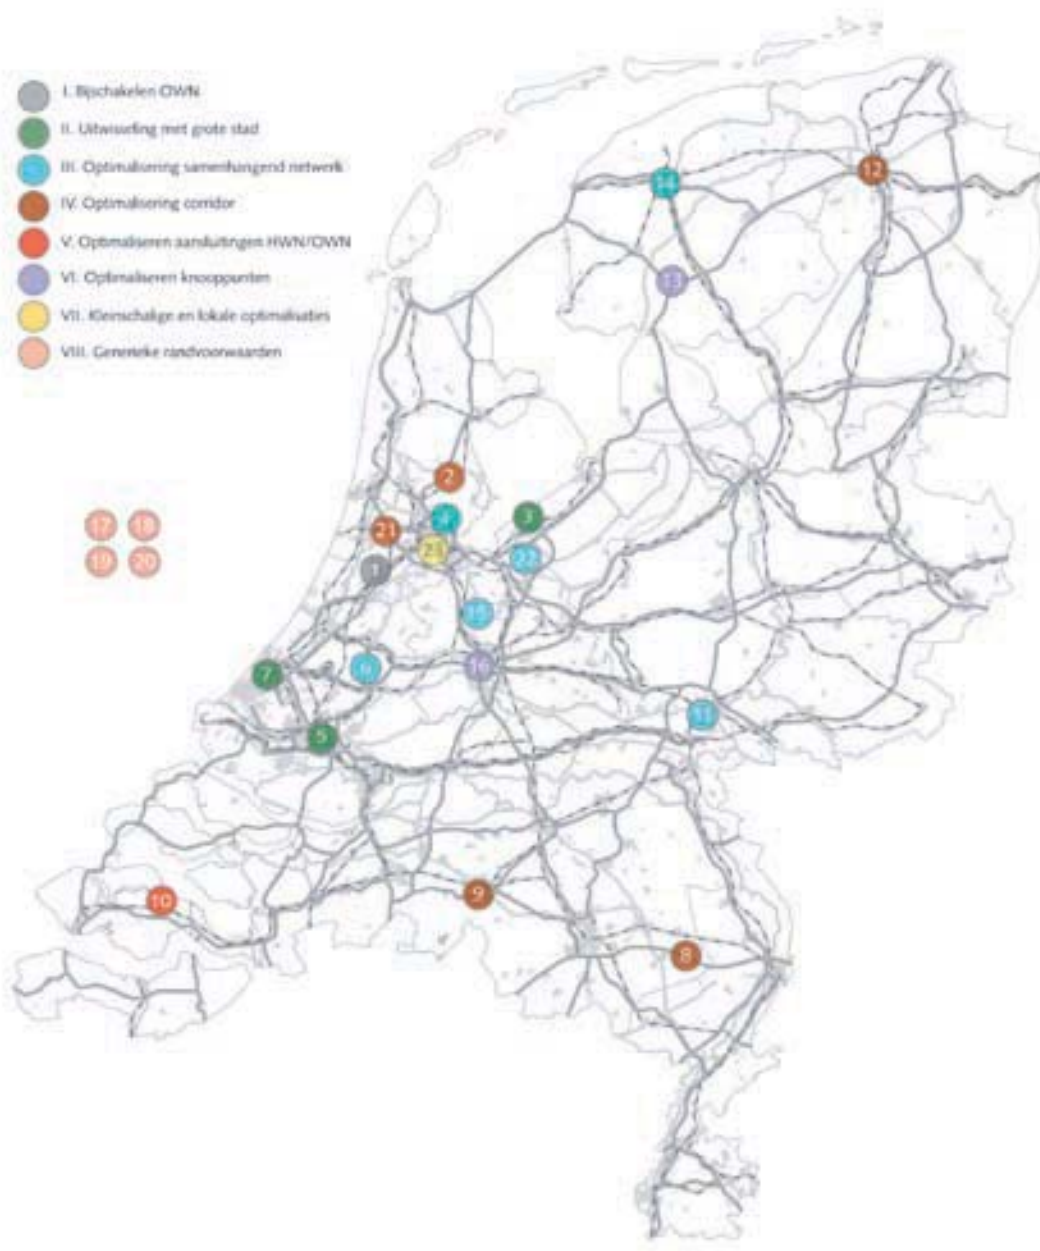 I. Bijschakelen OWN
II. Uitwisseling met grote stad
III. Optimalisering samenhangend netwerk
IV. Optimalisering corridor
V. Optimaliseren aansluitingen HWN/OWN
VI. Optimaliseren knooppunten
VII. Kleinschalige en lokale optimalisaties
VIII. Generieke randvoorwaarden
14
12
13
2
17 18
4
3
21
23
22
19 20
1
15
6
16
7
11
5
9
10
8